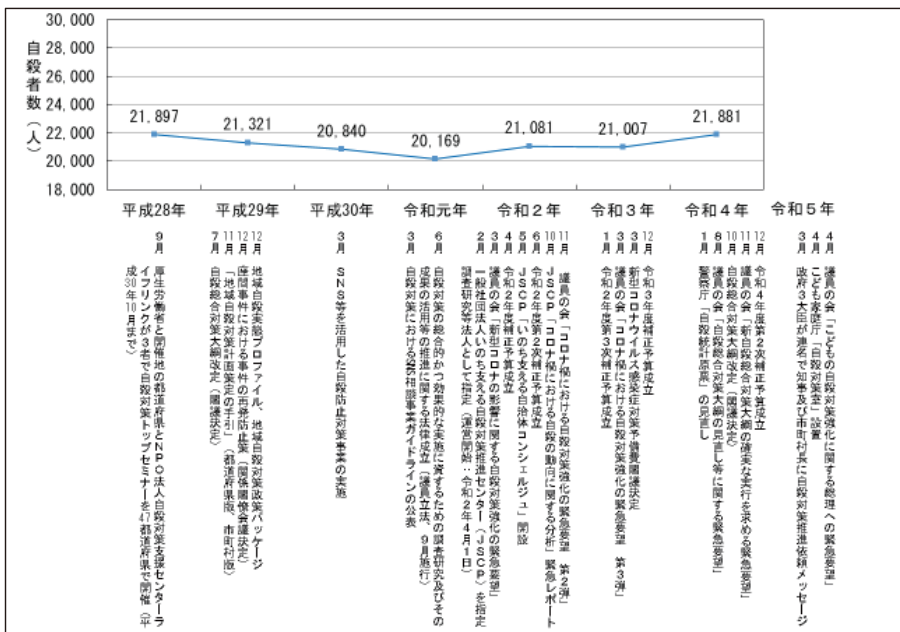 30,000
28,000
26,000
24,000
22,000
20,000
18,000
自殺者数（人）
21,897
21,321
20,840
20,169
21,081
21,007
21,881
平成28年
平成29年
平成30年
令和元年
令和２年
令和３年
令和４年
令和５年
9月 厚生労働省と開催地の都道府県とNPO法人自殺対策支援センターラ
イフリンクが3者で自殺対策トップセミナーを47都道府県で開催（平
成30年10月まで）
7月 自殺総合対策大綱改定（閣議決定）
11月 「地域自殺対策計画策定の手引」（都道府県版、市町村版）
12月 座間事件における事件の再発防止策（関係閣僚会議決定）
12月 地域自殺実態プロファイル、地域自殺対策政策パッケージ
3月 SNS等を活用した自殺防止対策事業の実施
3月 自殺対策におけるSNS相談事業ガイドラインの公表
6月 自殺対策の総合的かつ効果的な実施に資するための調査研究及びその
成果の活用等の推進に関する法律成立（議員立法、9月施行）
2月 一般社団法人いのち支える自殺対策推進センター（JSCP）を指定
調査研究等法人として指定（運営開始：令和2年4月1日）
3月 議員の会「新型コロナの影響に関する自殺対策強化の緊急要望」
4月 令和2年度補正予算成立
5月 JSCP「いのち支える自治体コンシェルジュ」開設
6月 令和2年度第2次補正予算成立
10月 JSCP「コロナ禍における自殺の動向に関する分析」緊急レポート
11月 議員の会「コロナ禍における自殺対策強化の緊急要望 第2弾」
1月 令和2年度第3次補正予算成立
3月 議員の会「コロナ禍における自殺対策強化の緊急要望 第3弾」
3月 新型コロナウイルス感染症対策予備費閣議決定
12月 令和3年度補正予算成立
1月 警察庁「自殺統計原票」の見直し
8月 議員の会「自殺総合対策大綱の見直し等に関する緊急要望」
10月 自殺総合対策大綱改定（閣議決定）
11月 議員の会「新自殺総合対策大綱の確実な実行を求める緊急要望」
12月 令和4年度第2次補正予算成立
3月 政府3大臣が連名で知事及び市町村長に自殺対策推進依頼メッセージ
4月 こども家庭庁「自殺対策室」設置
4月 議員の会「こどもの自殺対策強化に関する総理への緊急要望」